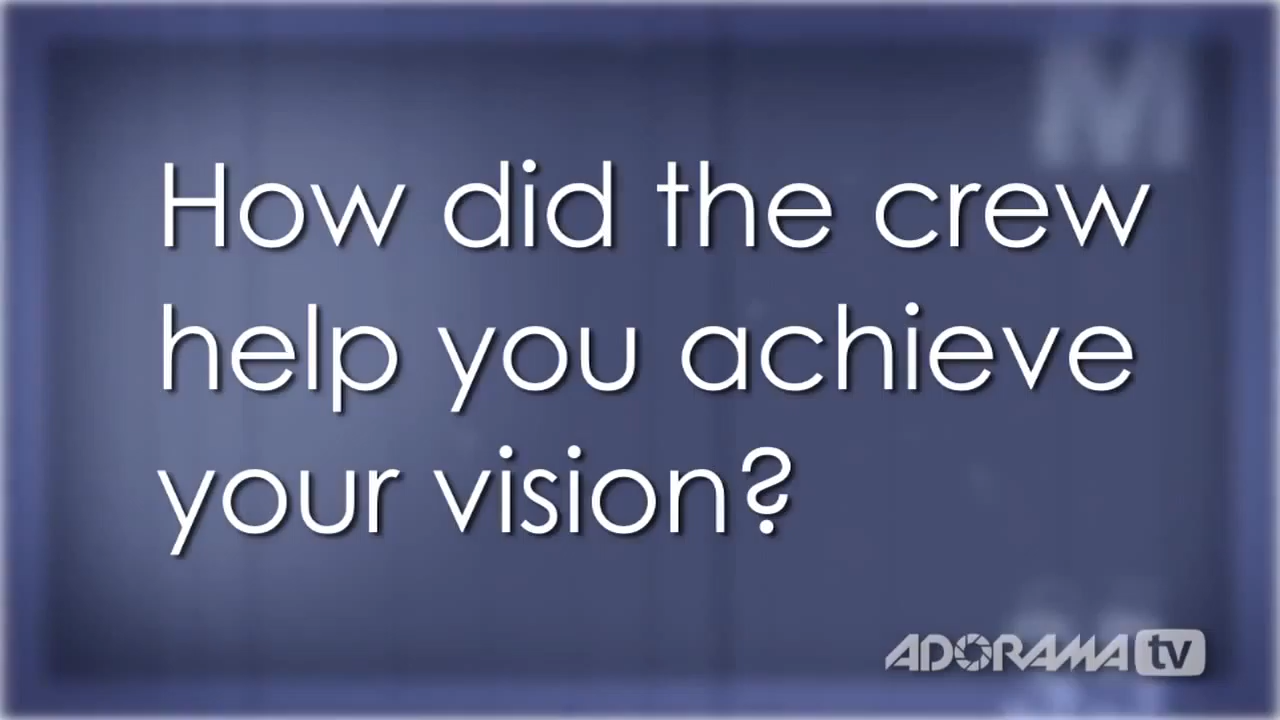 How did the crew
help you achieve
your vision?
M
ADORAMA tv